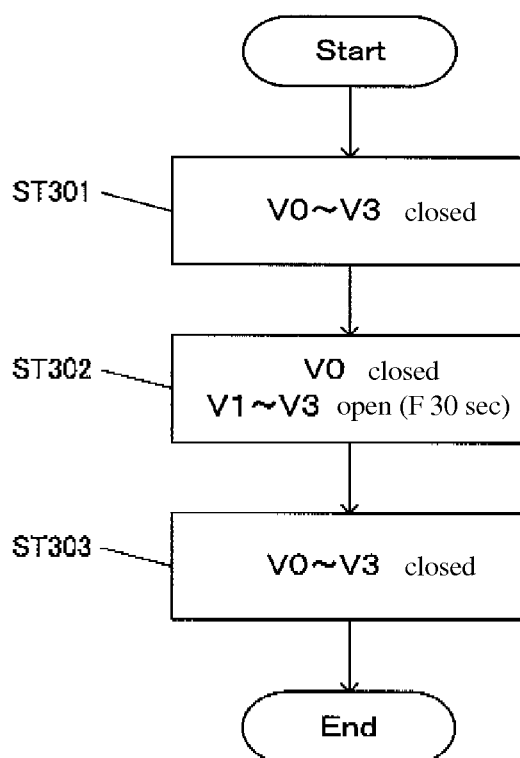 Start
ST301
V0~V3 closed
ST302
V0 closed
V1~V3 open (F 30 sec)
ST303
V0~V3 closed
End